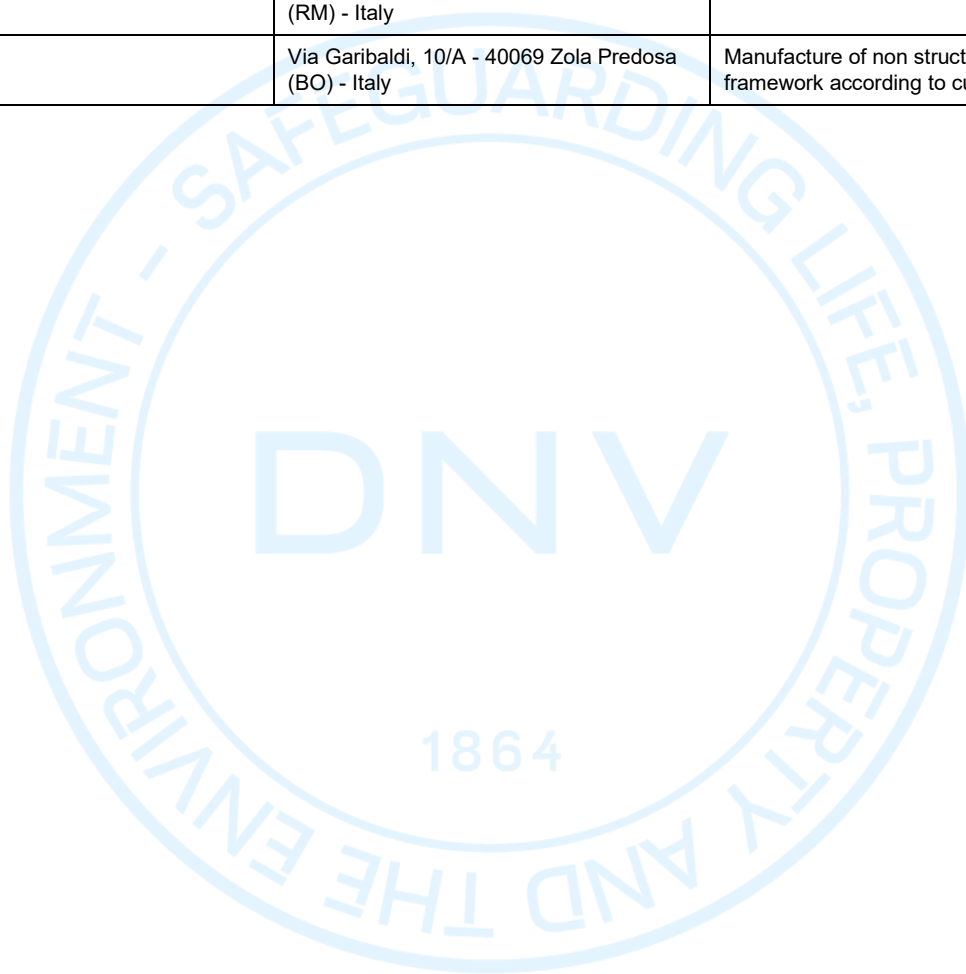 (RM) - Italy
Via Garibaldi, 10/A - 40069 Zola Predosa
(BO) - Italy
Manufacture of non struct
framework according to cu
SAFEGUARDING LIFE, PROPERTY AND THE ENVIRONMENT -
DNV
1864